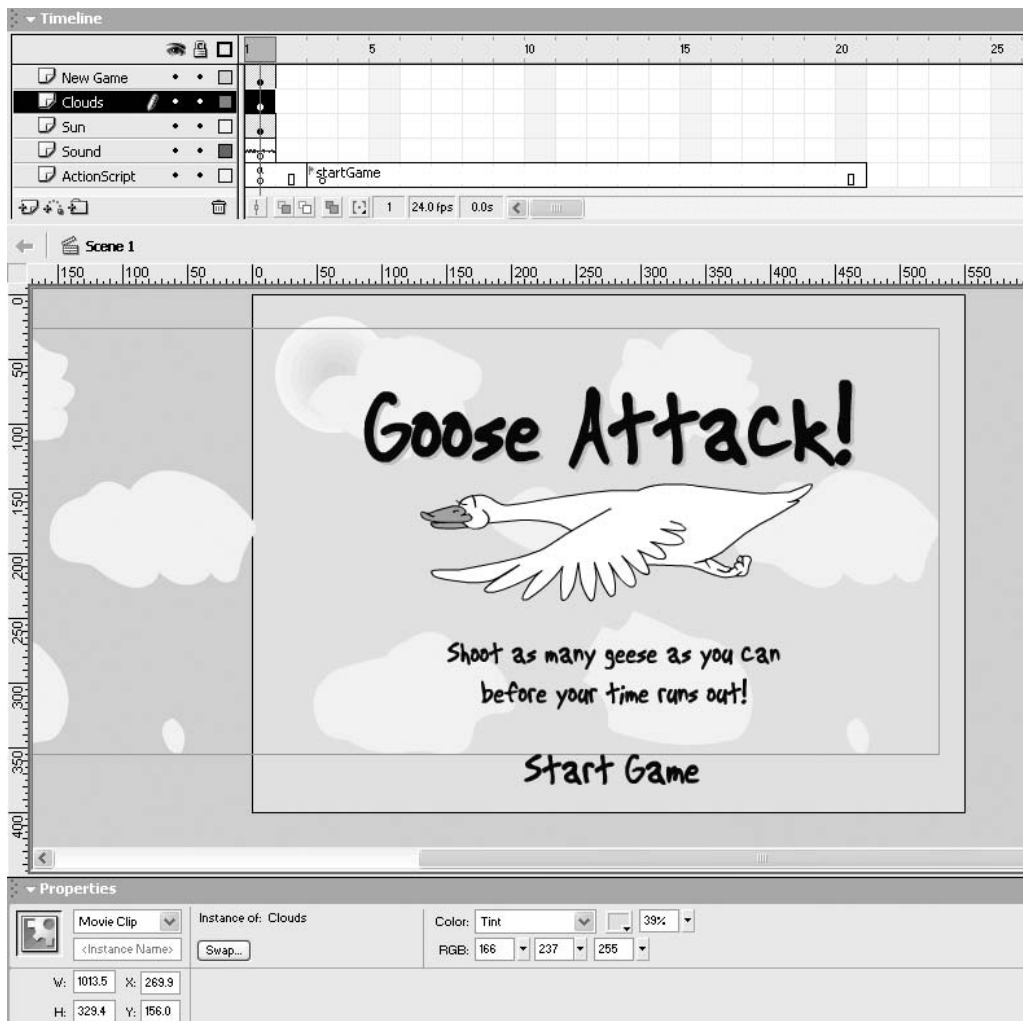 Timeline
1 5 10 15 20 25
New Game
Clouds
Sun
Sound
ActionScript
a startGame
1 24.0 fps 0.0s
Scene 1
150 100 50 0 50 100 150 200 250 300 350 400 450 500 550
0
50
100
150
200
250
300
350
400
Goose Attack!
Shoot as many geese as you can
before your time runs out!
Start Game
Properties
Movie Clip Instance of: Clouds Color: Tint 39%
<Instance Name> Swap... RGB: 166 237 255
W: 1013.5 X: 269.9
H: 329.4 Y: 156.0